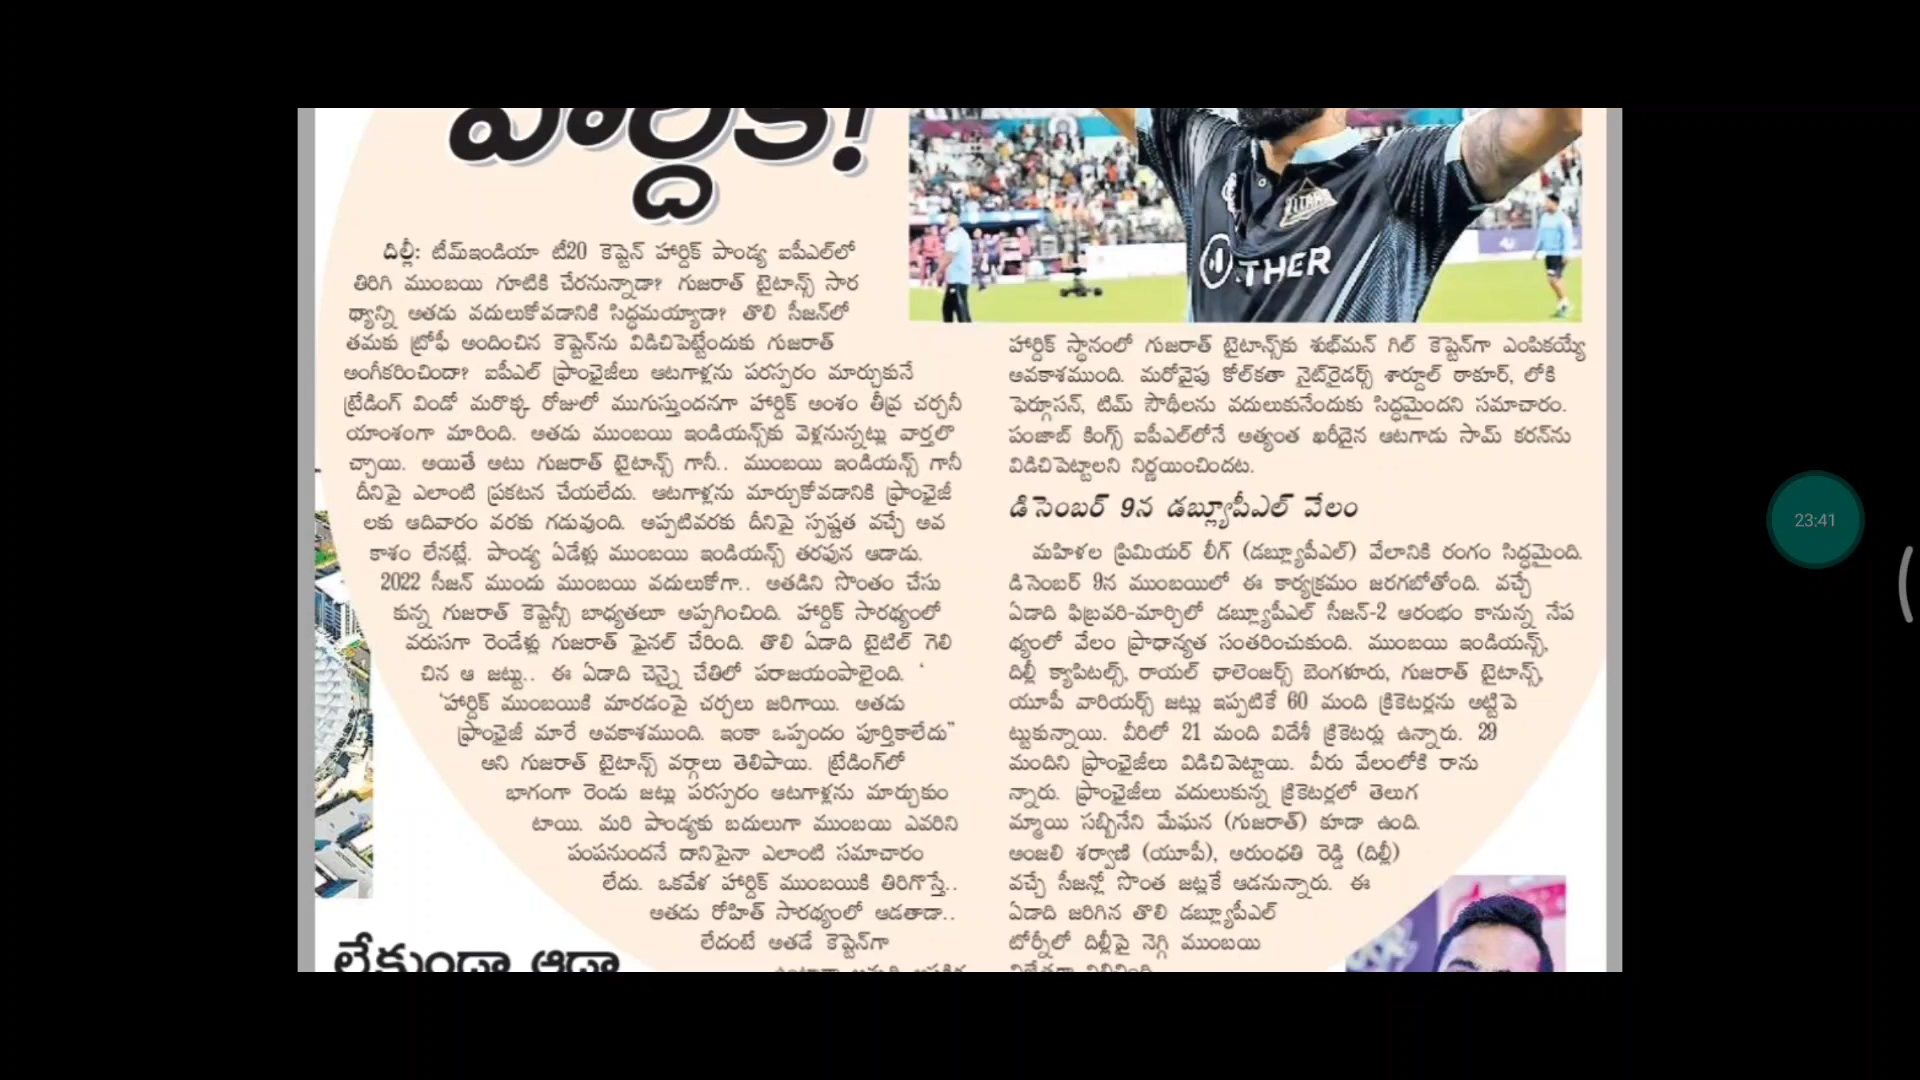 హార్దిక్!
దిల్లీ: టీమ్ఇండియా టీ20 కెప్టెన్ హార్దిక్ పాండ్య ఐపీఎల్‌లో
తిరిగి ముంబయి గూటికి చేరనున్నాడా? గుజరాత్ టైటాన్స్ సార
థ్యాన్ని అతడు వదులుకోవడానికి సిద్ధమయ్యాడా? తొలి సీజన్‌లో
తమకు ట్రోఫీ అందించిన కెప్టెన్‌ను విడిచిపెట్టేందుకు గుజరాత్
అంగీకరించిందా? ఐపీఎల్ ఫ్రాంఛైజీలు ఆటగాళ్లను పరస్పరం మార్చుకునే
ట్రేడింగ్ విండో మరొక్క రోజులో ముగుస్తుందనగా హార్దిక్ అంశం తీవ్ర చర్చనీ
యాంశంగా మారింది. అతడు ముంబయి ఇండియన్స్‌కు వెళ్లనున్నట్లు వార్తలొ
చ్చాయి. అయితే అటు గుజరాత్ టైటాన్స్ గానీ.. ముంబయి ఇండియన్స్ గానీ
దీనిపై ఎలాంటి ప్రకటన చేయలేదు. ఆటగాళ్లను మార్చుకోవడానికి ఫ్రాంఛైజీ
లకు ఆదివారం వరకు గడువుంది. అప్పటివరకు దీనిపై స్పష్టత వచ్చే అవ
కాశం లేనట్లే. పాండ్య ఏడేళ్లు ముంబయి ఇండియన్స్ తరఫున ఆడాడు.
2022 సీజన్ ముందు ముంబయి వదులుకోగా.. అతడిని సొంతం చేసు
కున్న గుజరాత్ కెప్టెన్సీ బాధ్యతలూ అప్పగించింది. హార్దిక్ సారథ్యంలో
వరుసగా రెండేళ్లు గుజరాత్ ఫైనల్ చేరింది. తొలి ఏడాది టైటిల్ గెలి
చిన ఆ జట్టు.. ఈ ఏడాది చెన్నై చేతిలో పరాజయంపాలైంది. ‘
‘హార్దిక్ ముంబయికి మారడంపై చర్చలు జరిగాయి. అతడు
ఫ్రాంఛైజీ మారే అవకాశముంది. ఇంకా ఒప్పందం పూర్తికాలేదు’’
అని గుజరాత్ టైటాన్స్ వర్గాలు తెలిపాయి. ట్రేడింగ్‌లో
భాగంగా రెండు జట్లు పరస్పరం ఆటగాళ్లను మార్చుకుం
టాయి. మరి పాండ్యకు బదులుగా ముంబయి ఎవరిని
పంపనుందనే దానిపైనా ఎలాంటి సమాచారం
లేదు. ఒకవేళ హార్దిక్ ముంబయికి తిరిగొస్తే..
అతడు రోహిత్ సారథ్యంలో ఆడతాడా..
లేదంటే అతడే కెప్టెన్‌గా
లేకుండా ఆడా
TITANS
ATHER
హార్దిక్ స్థానంలో గుజరాత్ టైటాన్స్‌కు శుభ్‌మన్ గిల్ కెప్టెన్‌గా ఎంపికయ్యే
అవకాశముంది. మరోవైపు కోల్‌కతా నైట్‌రైడర్స్ శార్దూల్ ఠాకూర్, లోకి
ఫెర్గూసన్, టిమ్ సౌథీలను వదులుకునేందుకు సిద్ధమైందని సమాచారం.
పంజాబ్ కింగ్స్ ఐపీఎల్‌లోనే అత్యంత ఖరీదైన ఆటగాడు సామ్ కరన్‌ను
విడిచిపెట్టాలని నిర్ణయించిందట.
డిసెంబర్ 9న డబ్ల్యూపీఎల్ వేలం
మహిళల ప్రిమియర్ లీగ్ (డబ్ల్యూపీఎల్) వేలానికి రంగం సిద్ధమైంది.
డిసెంబర్ 9న ముంబయిలో ఈ కార్యక్రమం జరగబోతోంది. వచ్చే
ఏడాది ఫిబ్రవరి-మార్చిలో డబ్ల్యూపీఎల్ సీజన్-2 ఆరంభం కానున్న నేప
థ్యంలో వేలం ప్రాధాన్యత సంతరించుకుంది. ముంబయి ఇండియన్స్,
దిల్లీ క్యాపిటల్స్, రాయల్ ఛాలెంజర్స్ బెంగళూరు, గుజరాత్ టైటాన్స్,
యూపీ వారియర్స్ జట్లు ఇప్పటికే 60 మంది క్రికెటర్లను అట్టిపె
ట్టుకున్నాయి. వీరిలో 21 మంది విదేశీ క్రికెటర్లు ఉన్నారు. 29
మందిని ఫ్రాంఛైజీలు విడిచిపెట్టాయి. వీరు వేలంలోకి రాను
న్నారు. ఫ్రాంఛైజీలు వదులుకున్న క్రికెటర్లలో తెలుగ
మ్మాయి సబ్బినేని మేఘన (గుజరాత్) కూడా ఉంది.
అంజలి శర్వాణి (యూపీ), అరుంధతి రెడ్డి (దిల్లీ)
వచ్చే సీజన్లో సొంత జట్లకే ఆడనున్నారు. ఈ
ఏడాది జరిగిన తొలి డబ్ల్యూపీఎల్
టోర్నీలో దిల్లీపై నెగ్గి ముంబయి
విజేతగా నిలిచింది.
23:41